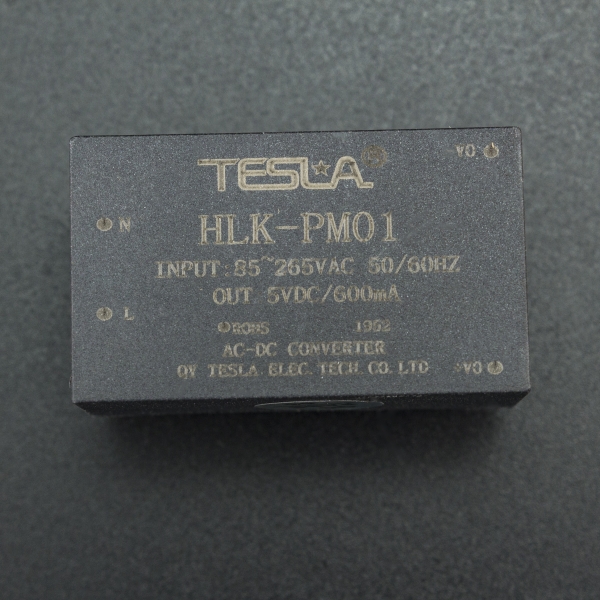 TESLA
VO
N
HLK-PM01
INPUT:85~265VAC 50/60HZ
OUT 5VDC/600mA
L
ROHS 1952
AC-DC CONVERTER
QV TESLA ELEC. TECH CO. LTD
VO